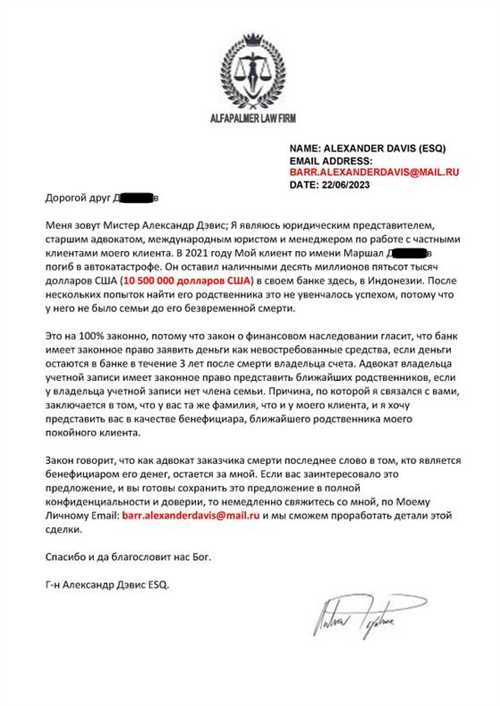 ALFAPALMER LAW FIRM
NAME: ALEXANDER DAVIS (ESQ)
EMAIL ADDRESS:
BARR.ALEXANDERDAVIS@MAIL.RU
DATE: 22/06/2023
Дорогой друг Д в
Меня зовут Мистер Александр Дэвис; Я являюсь юридическим представителем,
старшим адвокатом, международным юристом и менеджером по работе с частными
клиентами моего клиента. В 2021 году Мой клиент по имени Маршал Д в
погиб в автокатастрофе. Он оставил наличными десять миллионов пятьсот тысяч
долларов США (10 500 000 долларов США) в своем банке здесь, в Индонезии. После
нескольких попыток найти его родственника это не увенчалось успехом, потому что
у него не было семьи до его безвременной смерти.
Это на 100% законно, потому что закон о финансовом наследовании гласит, что банк
имеет законное право заявить деньги как невостребованные средства, если деньги
остаются в банке в течение 3 лет после смерти владельца счета. Адвокат владельца
учетной записи имеет законное право представить ближайших родственников, если
у владельца учетной записи нет члена семьи. Причина, по которой я связался с вами,
заключается в том, что у вас та же фамилия, что и у моего клиента, и я хочу
представить вас в качестве бенефициара, ближайшего родственника моего
покойного клиента.
Закон говорит, что как адвокат заказчика смерти последнее слово в том, кто является
бенефициаром его денег, остается за мной. Если вас заинтересовало это
предложение, и вы готовы сохранить это предложение в полной
конфиденциальности и доверии, то немедленно свяжитесь со мной, по Моему
Личному Email: barr.alexanderdavis@mail.ru и мы сможем проработать детали этой
сделки.
Спасибо и да благословит нас Бог.
Г-н Александр Дэвис ESQ.